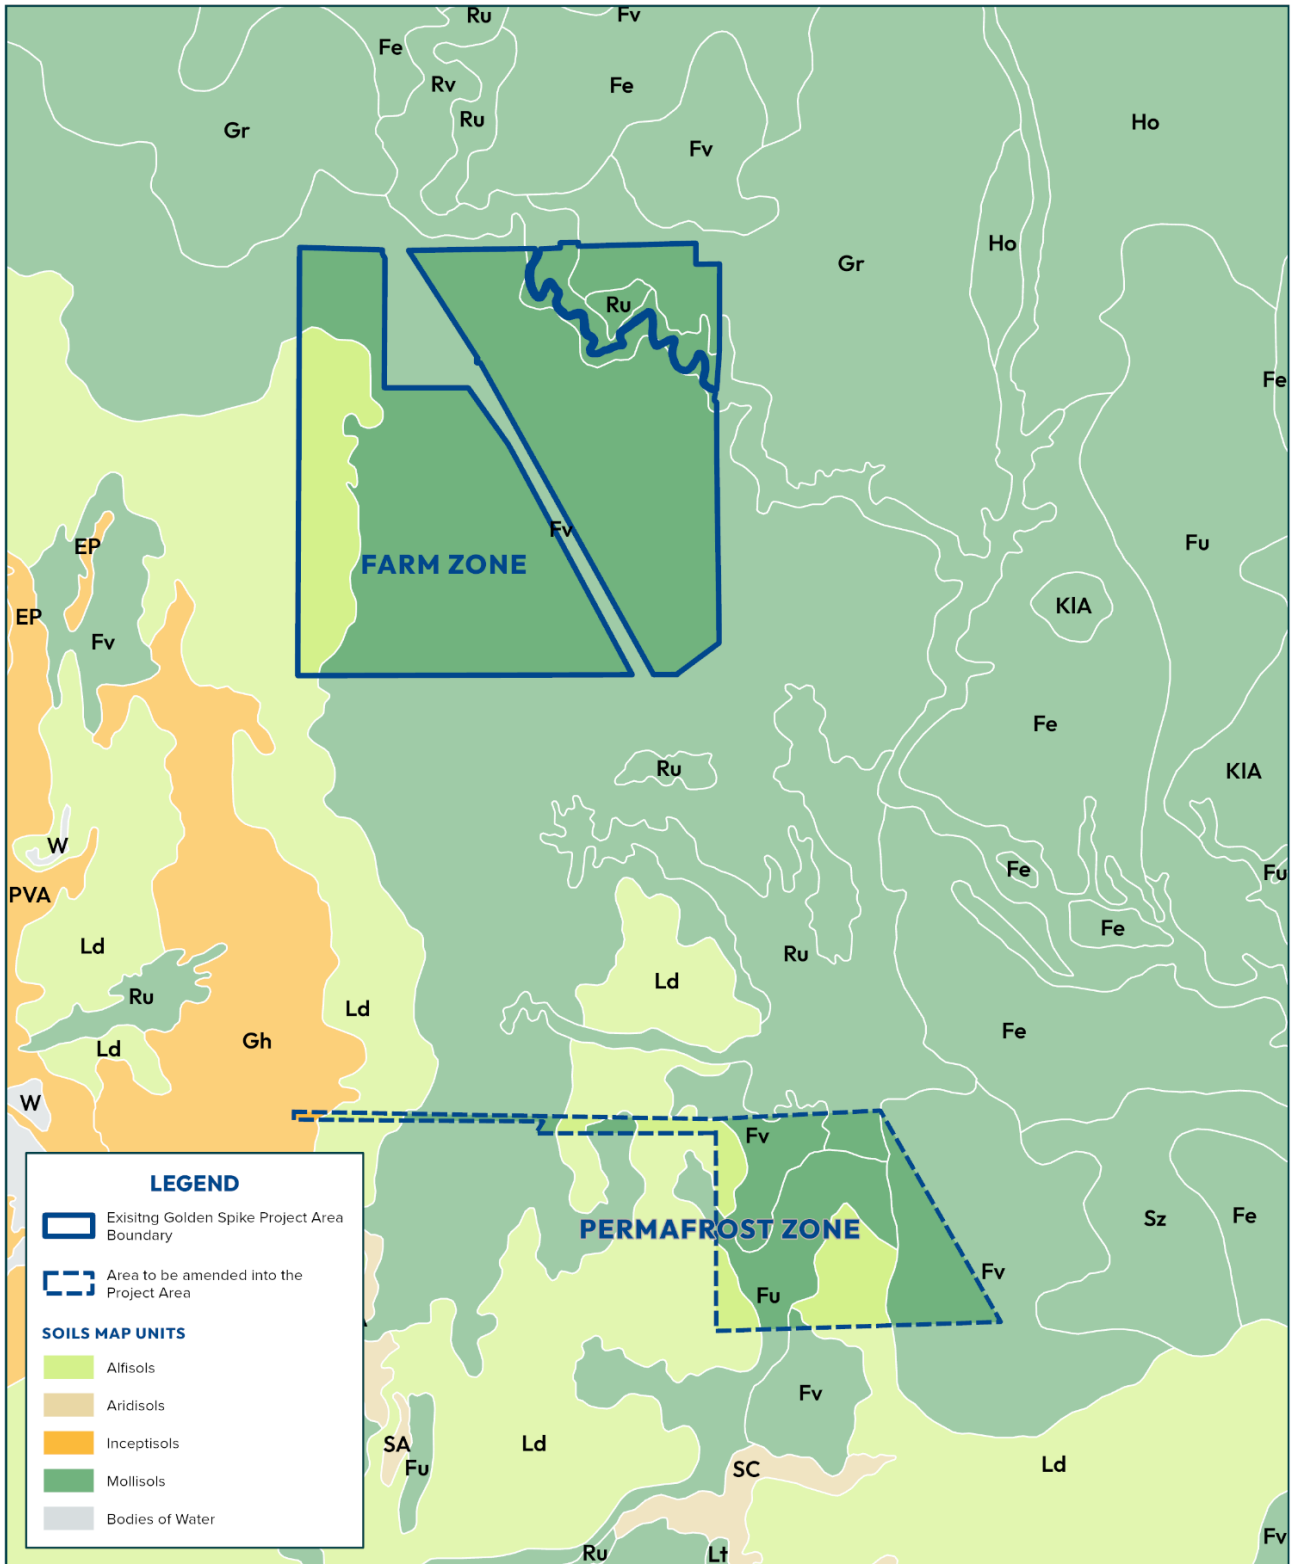 Ru
Fv
Fe
Rv
Fe
Ru
Ho
Gr
Fv
Ho
Gr
Ru
Fe
Fv
Fu
EP
FARM ZONE
KIA
EP
Fv
Fe
Ru
KIA
W
Fe
Fu
PVA
Fe
Ld
Ru
Ld
Ru
Ld
Fe
Gh
Ld
W
Fv
PERMAFROST ZONE
Sz
Fe
Fv
Fu
Fv
SA
Ld
Ld
Fu
SC
Fv
Ru
Lt
LEGEND
Exisitng Golden Spike Project Area
Boundary
Area to be amended into the
Project Area
SOILS MAP UNITS
Alfisols
Aridisols
Inceptisols
Mollisols
Bodies of Water